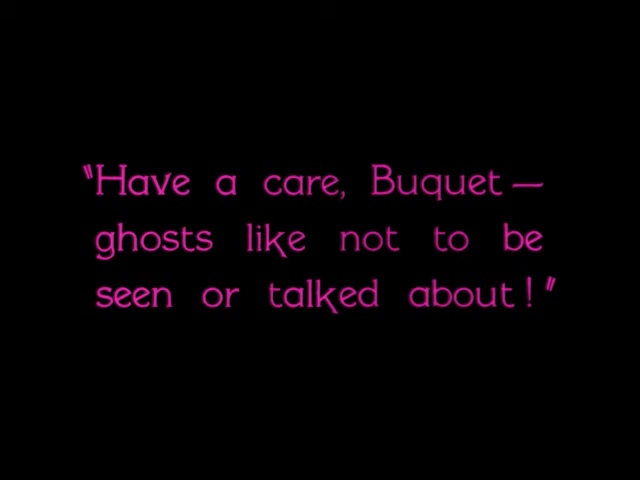 "Have a care, Buquet—
ghosts like not to be
seen or talked about!"